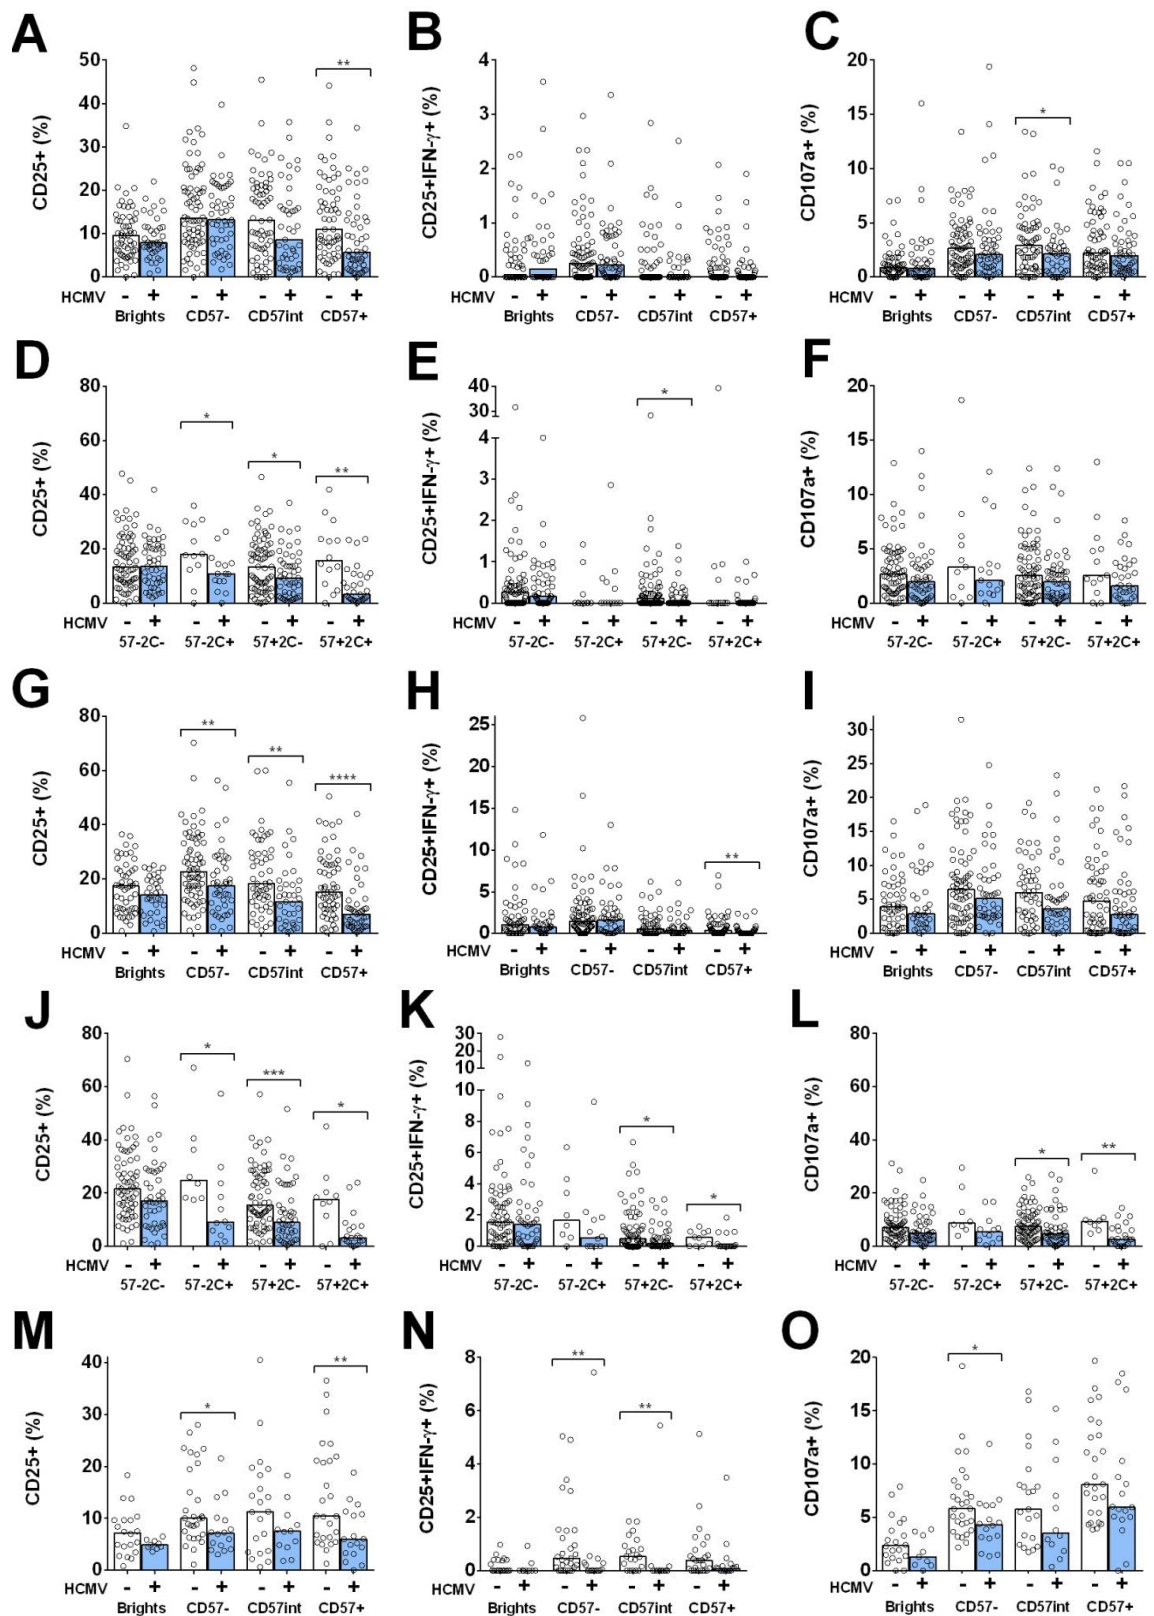 A
B
C
CD25+ (%)
50
40
30
20
10
0
**
HCMV - + - + - + - +
Brights CD57- CD57int CD57+
CD25+IFN-γ+ (%)
4
3
2
1
0
HCMV - + - + - + - +
Brights CD57- CD57int CD57+
CD107a+ (%)
20
15
10
5
0
*
HCMV - + - + - + - +
Brights CD57- CD57int CD57+
D
E
F
CD25+ (%)
80
60
40
20
0
* * **
HCMV - + - + - + - +
57-2C- 57-2C+ 57+2C- 57+2C+
CD25+IFN-γ+ (%)
40
30
4
3
2
1
0
*
HCMV - + - + - + - +
57-2C- 57-2C+ 57+2C- 57+2C+
CD107a+ (%)
20
15
10
5
0
HCMV - + - + - + - +
57-2C- 57-2C+ 57+2C- 57+2C+
G
H
I
CD25+ (%)
80
60
40
20
0
** ** ****
HCMV - + - + - + - +
Brights CD57- CD57int CD57+
CD25+IFN-γ+ (%)
25
20
15
10
5
0
**
HCMV - + - + - + - +
Brights CD57- CD57int CD57+
CD107a+ (%)
30
25
20
15
10
5
0
HCMV - + - + - + - +
Brights CD57- CD57int CD57+
J
K
L
CD25+ (%)
80
60
40
20
0
* *** *
HCMV - + - + - + - +
57-2C- 57-2C+ 57+2C- 57+2C+
CD25+IFN-γ+ (%)
30
20
10
10
8
6
4
2
0
* *
HCMV - + - + - + - +
57-2C- 57-2C+ 57+2C- 57+2C+
CD107a+ (%)
80
60
40
20
0
* **
HCMV - + - + - + - +
57-2C- 57-2C+ 57+2C- 57+2C+
M
N
O
CD25+ (%)
40
30
20
10
0
* **
HCMV - + - + - + - +
Brights CD57- CD57int CD57+
CD25+IFN-γ+ (%)
8
6
4
2
0
** **
HCMV - + - + - + - +
Brights CD57- CD57int CD57+
CD107a+ (%)
20
15
10
5
0
*
HCMV - + - + - + - +
Brights CD57- CD57int CD57+